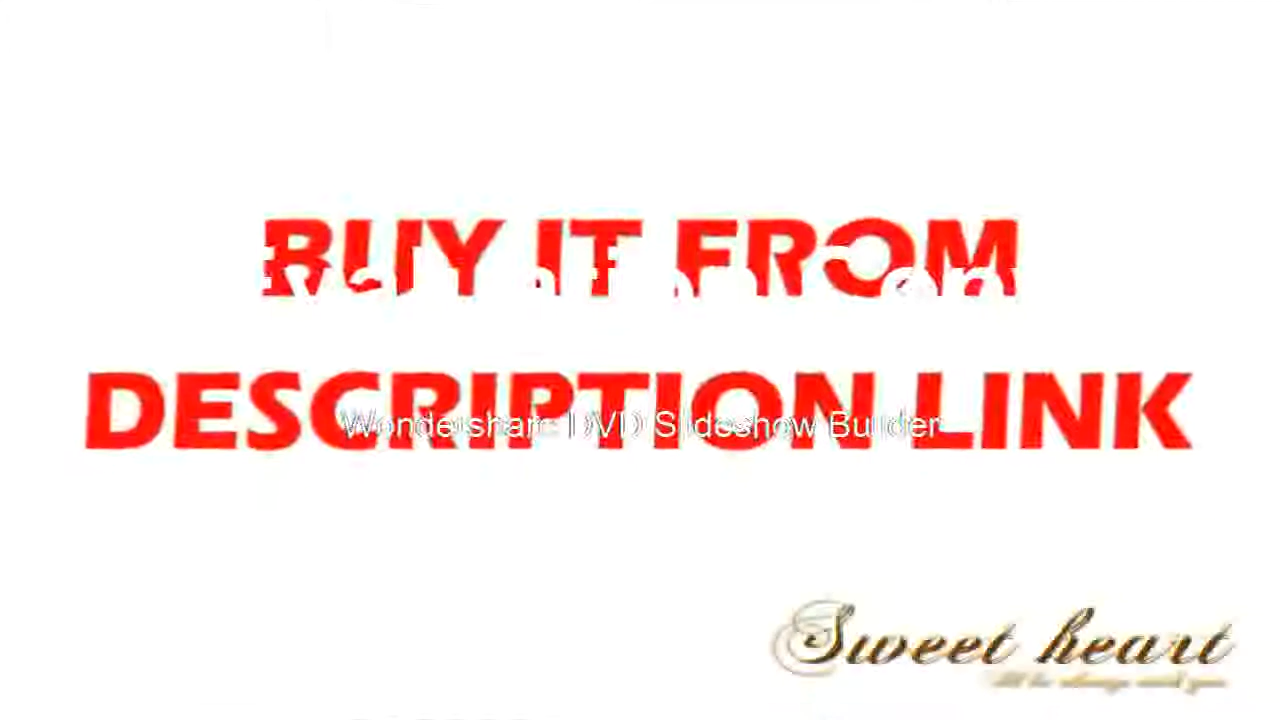 BUY IT FROM
DESCRIPTION LINK
Wondershare DVD Slideshow Builder
Sweet heart